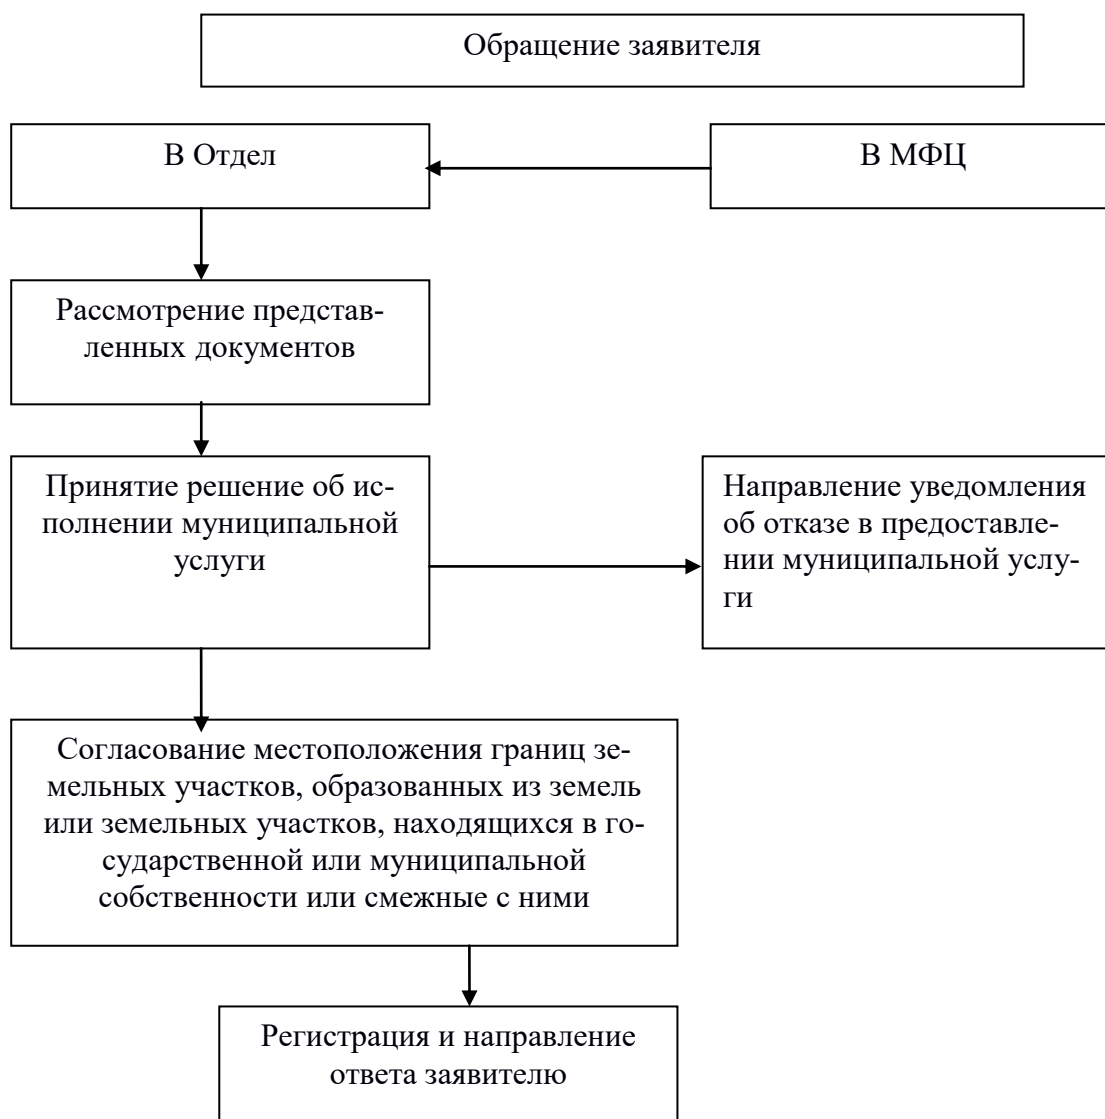 Обращение заявителя
В Отдел
В МФЦ
Рассмотрение представ-
ленных документов
Принятие решение об ис-
полнении муниципальной
услуги
Направление уведомления
об отказе в предоставле-
нии муниципальной услу-
ги
Согласование местоположения границ зе-
мельных участков, образованных из земель
или земельных участков, находящихся в го-
сударственной или муниципальной
собственности или смежные с ними
Регистрация и направление
ответа заявителю